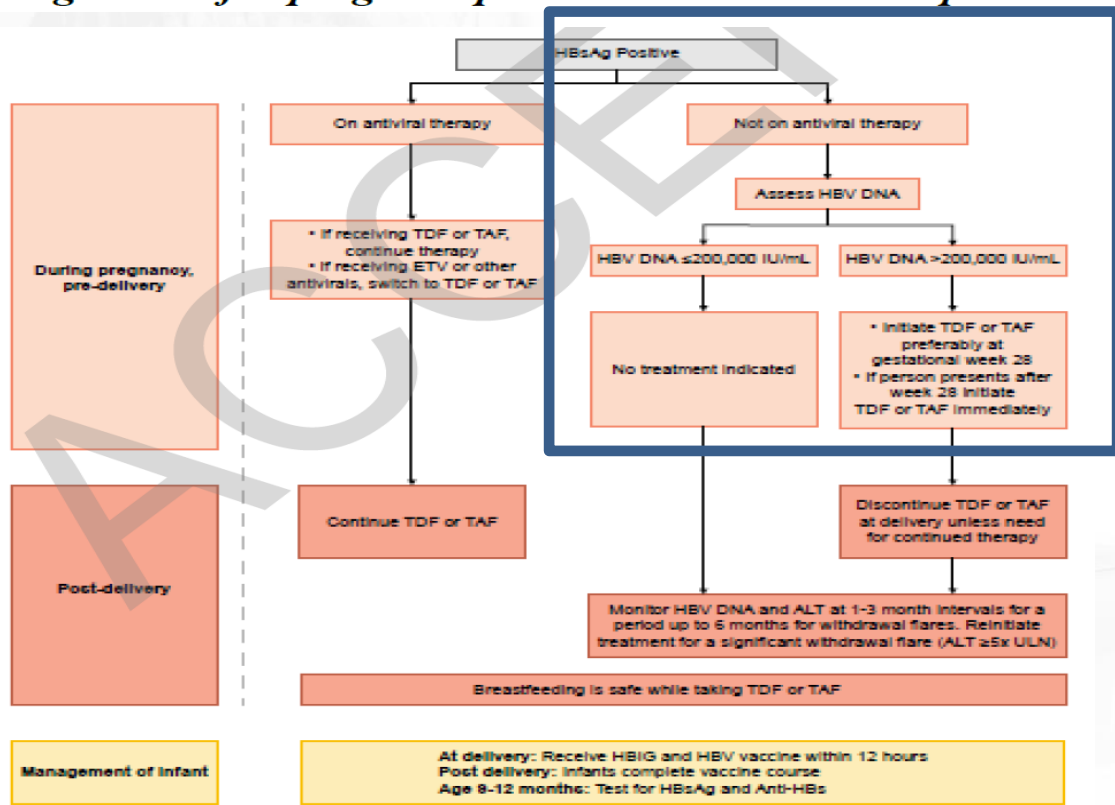 HBsAg Positive
On antiviral therapy
Not on antiviral therapy
Assess HBV DNA
During pregnancy,
pre-delivery
• If receiving TDF or TAF,
continue therapy
• If receiving ETV or other
antivirals, switch to TDF or TAF
HBV DNA ≤200,000 IU/mL
HBV DNA >200,000 IU/mL
No treatment indicated
• Initiate TDF or TAF
preferably at
gestational week 28
• If person presents after
week 28 initiate
TDF or TAF immediately
Post-delivery
Continue TDF or TAF
Discontinue TDF or TAF
at delivery unless need
for continued therapy
Monitor HBV DNA and ALT at 1-3 month intervals for a
period up to 6 months for withdrawal flares. Reinitiate
treatment for a significant withdrawal flare (ALT ≥5x ULN)
Breastfeeding is safe while taking TDF or TAF
Management of Infant
At delivery: Receive HBIG and HBV vaccine within 12 hours
Post delivery: Infants complete vaccine course
Age 9-12 months: Test for HBsAg and Anti-HBs